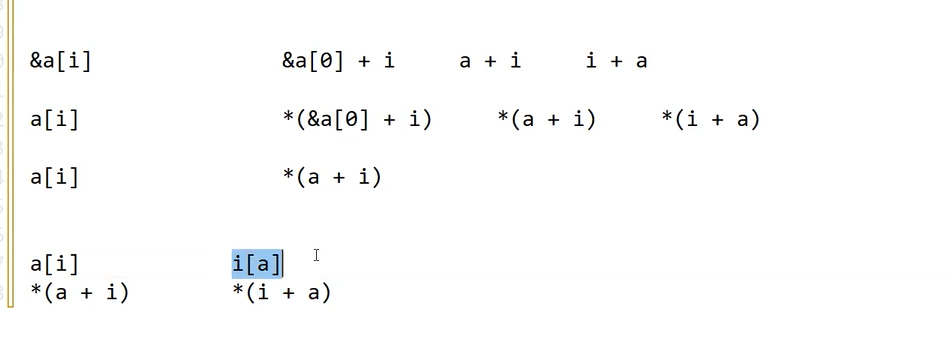 &a[i] &a[0] + i a + i i + a
a[i] *(&a[0] + i) *(a + i) *(i + a)
a[i] *(a + i)
a[i] i[a]
*(a + i) *(i + a)